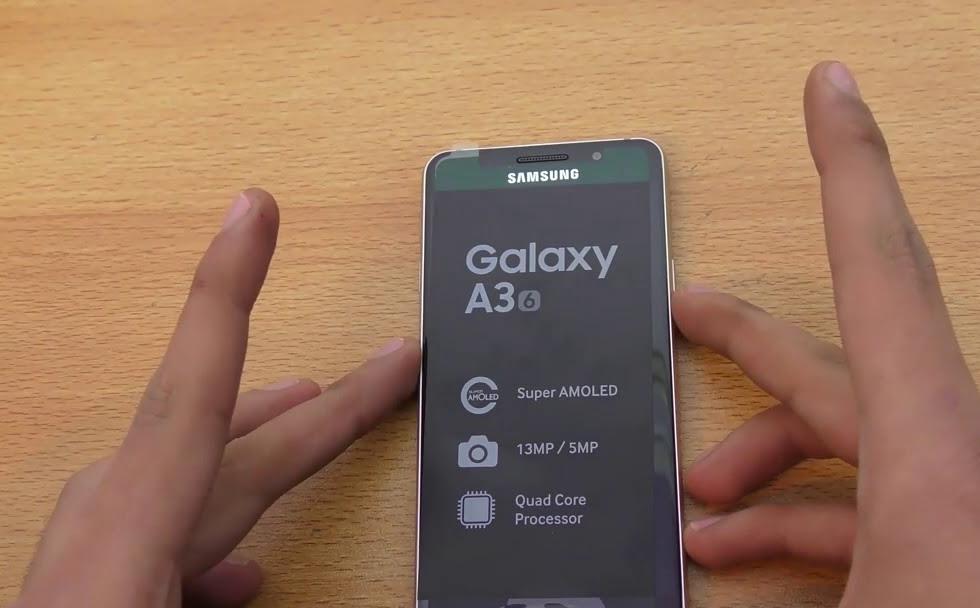 SAMSUNG
Galaxy
A3 6
SUPER
AMOLED
Super AMOLED
13MP / 5MP
Quad Core
Processor